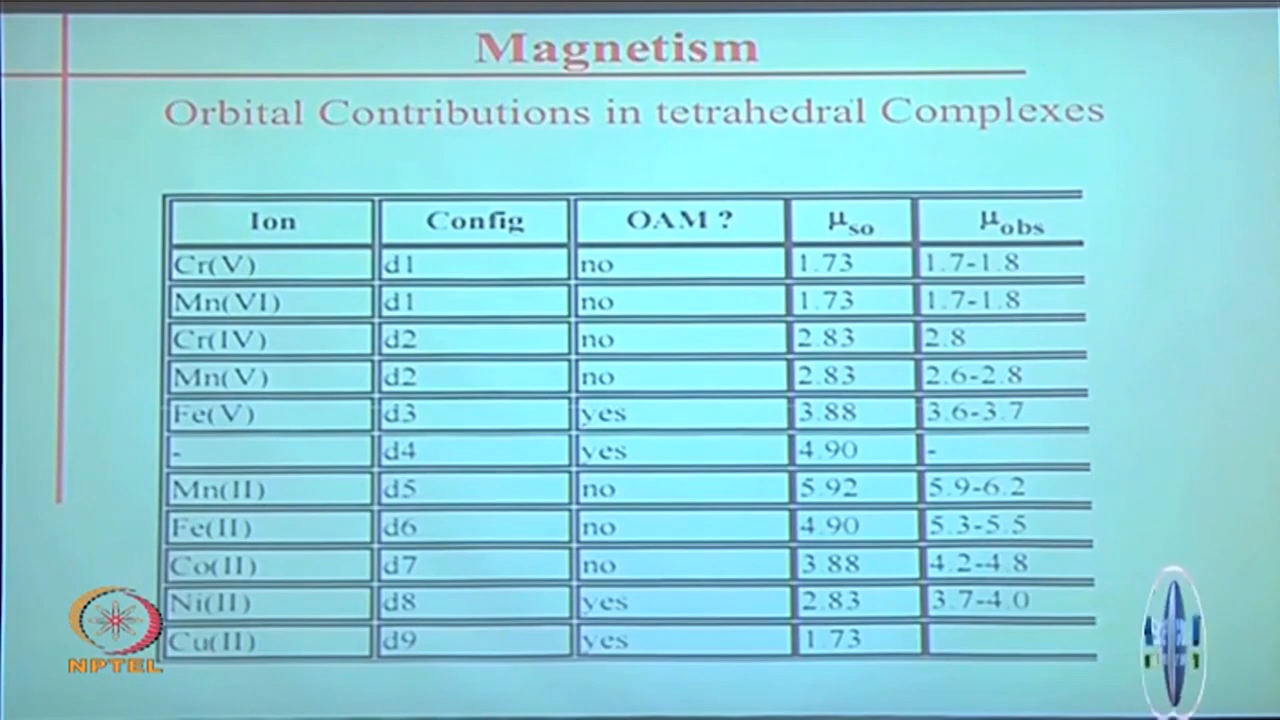 Magnetism
Orbital Contributions in tetrahedral Complexes
Ion Config OAM ? μso μobs
Cr(V) d1 no 1.73 1.7-1.8
Mn(VI) d1 no 1.73 1.7-1.8
Cr(IV) d2 no 2.83 2.8
Mn(V) d2 no 2.83 2.6-2.8
Fe(V) d3 yes 3.88 3.6-3.7
- d4 yes 4.90 -
Mn(II) d5 no 5.92 5.9-6.2
Fe(II) d6 no 4.90 5.3-5.5
Co(II) d7 no 3.88 4.2-4.8
Ni(II) d8 yes 2.83 3.7-4.0
Cu(II) d9 yes 1.73
NPTEL